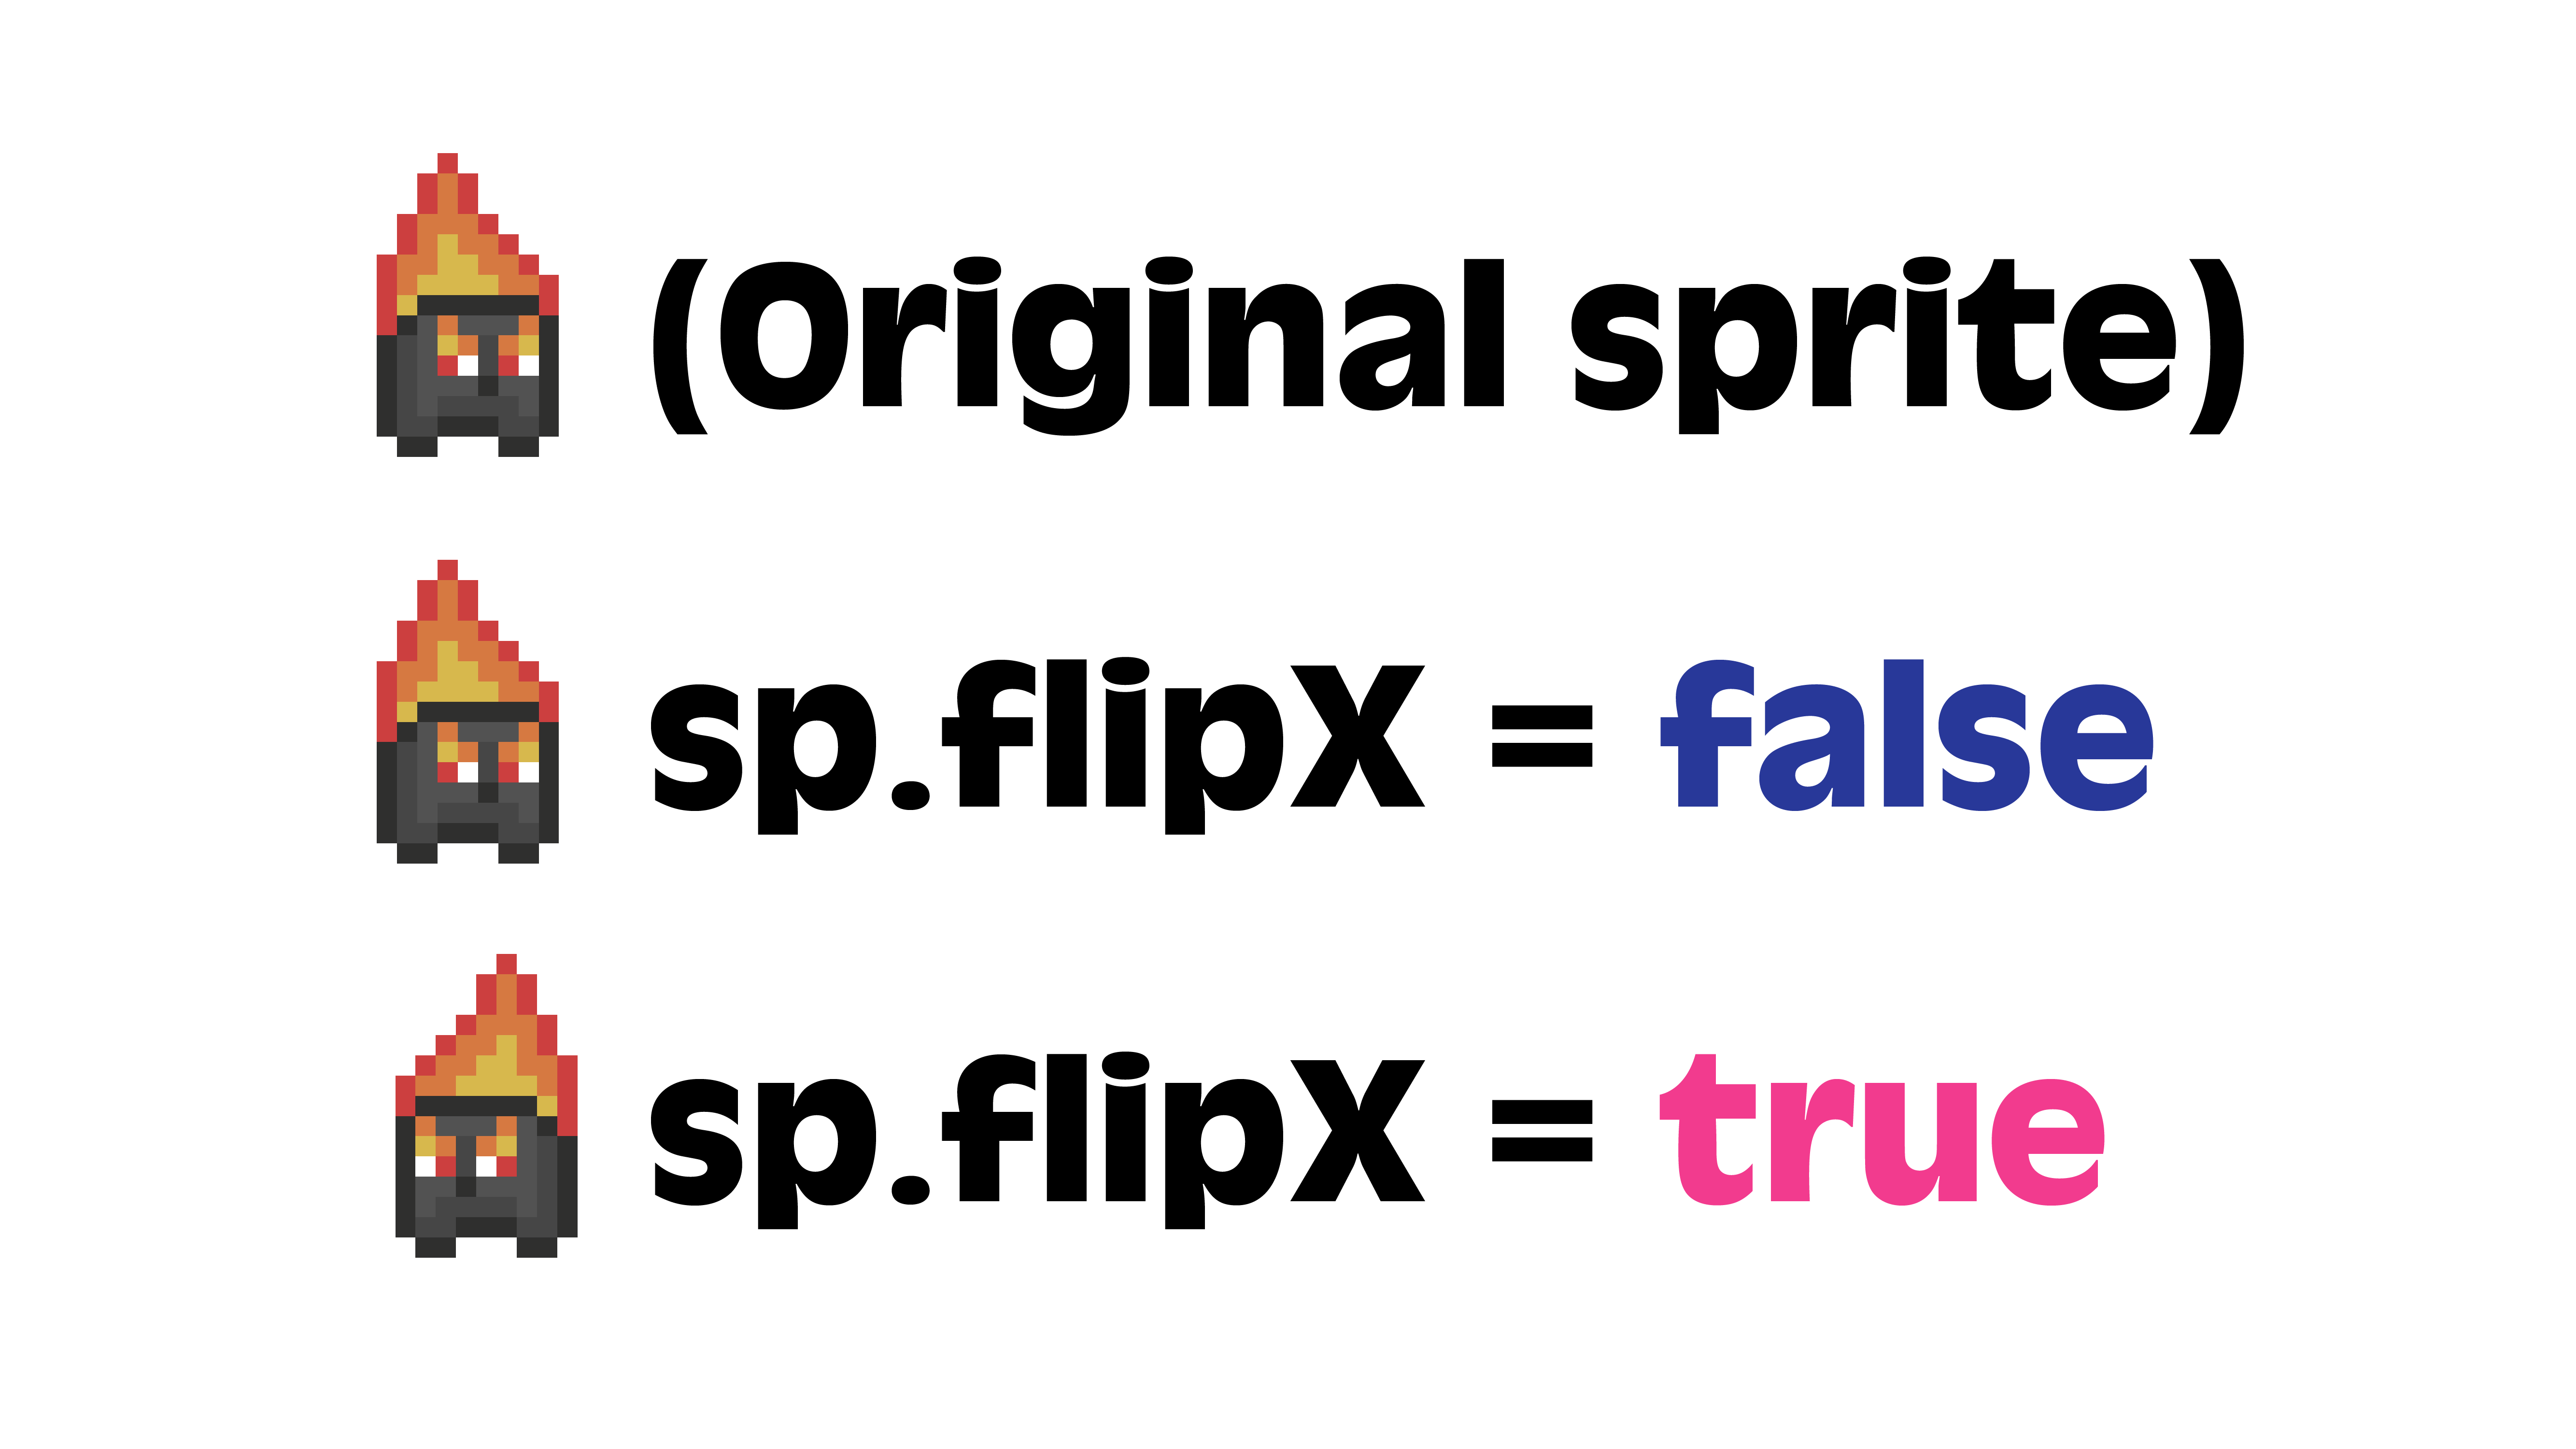 (Original sprite)
sp.flipX = false
sp.flipX = true